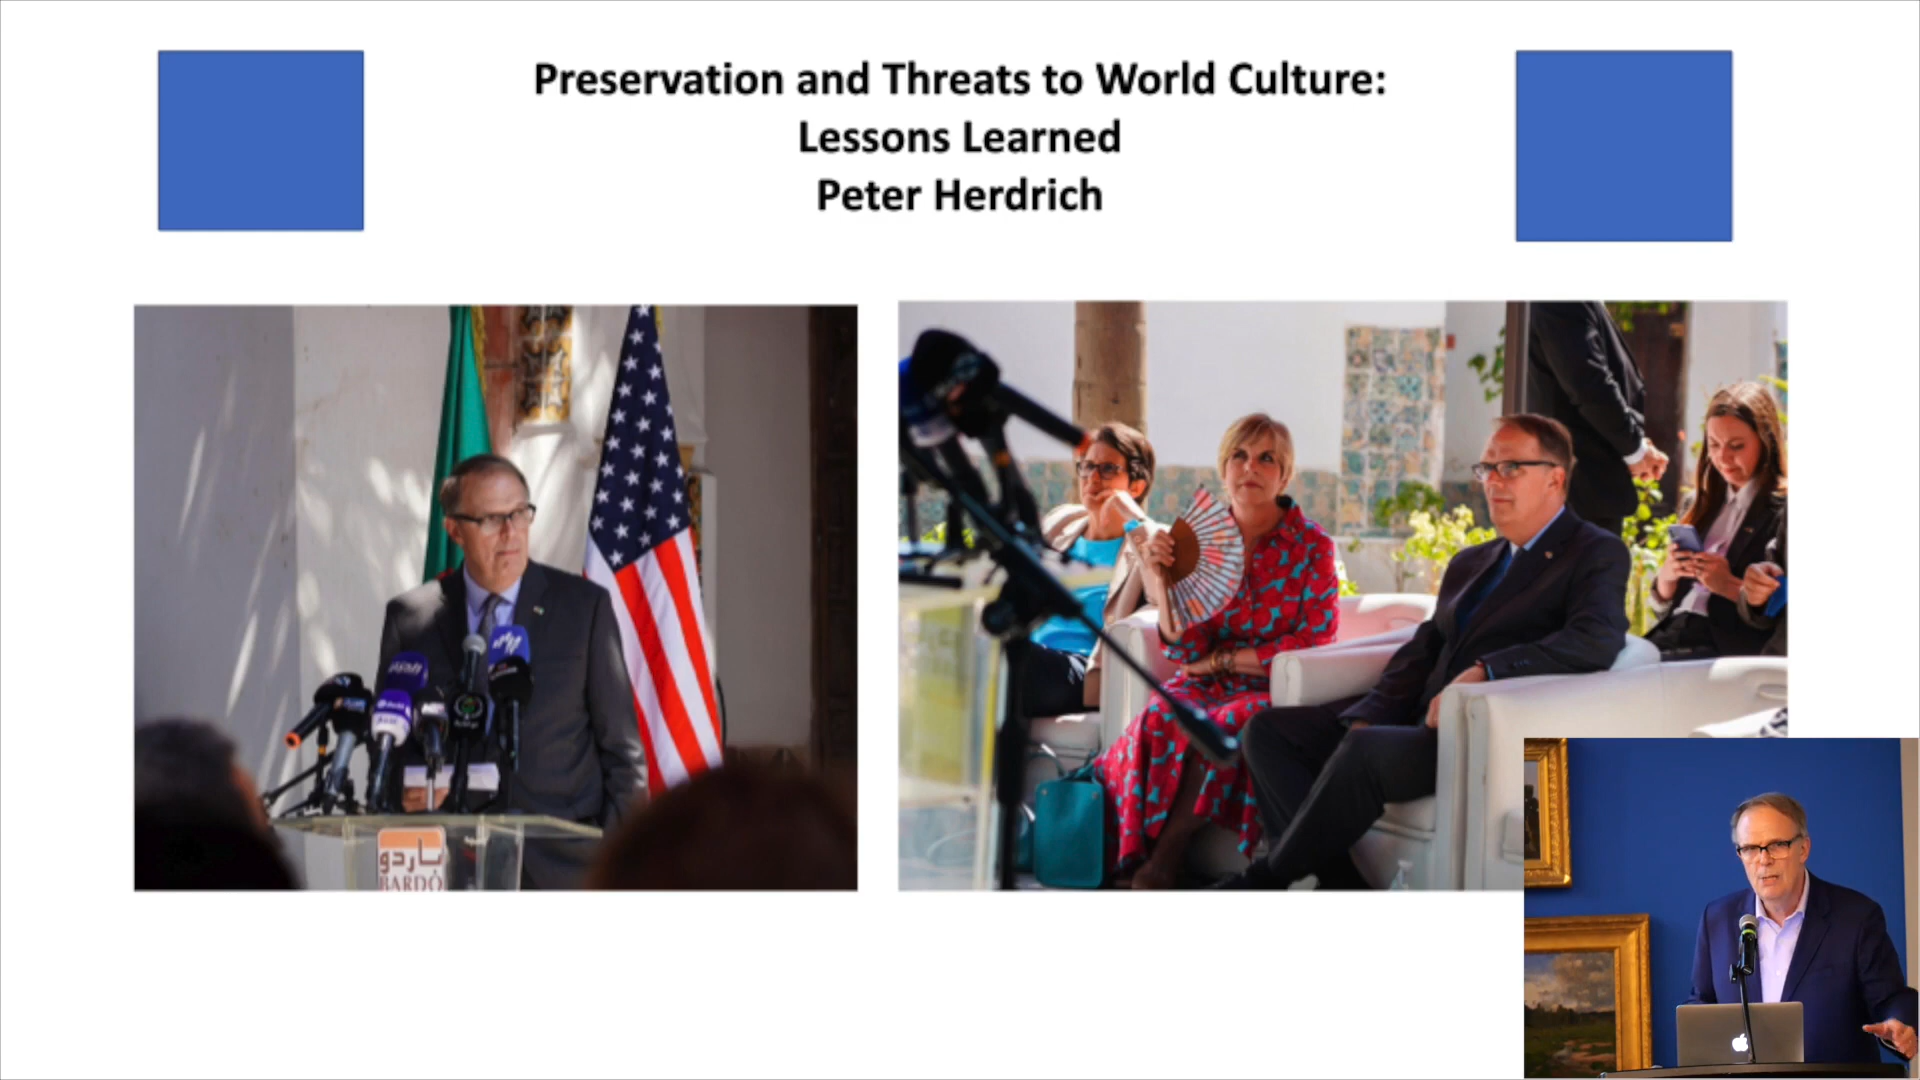 Preservation and Threats to World Culture:
Lessons Learned
Peter Herdrich
باردو
BARDO